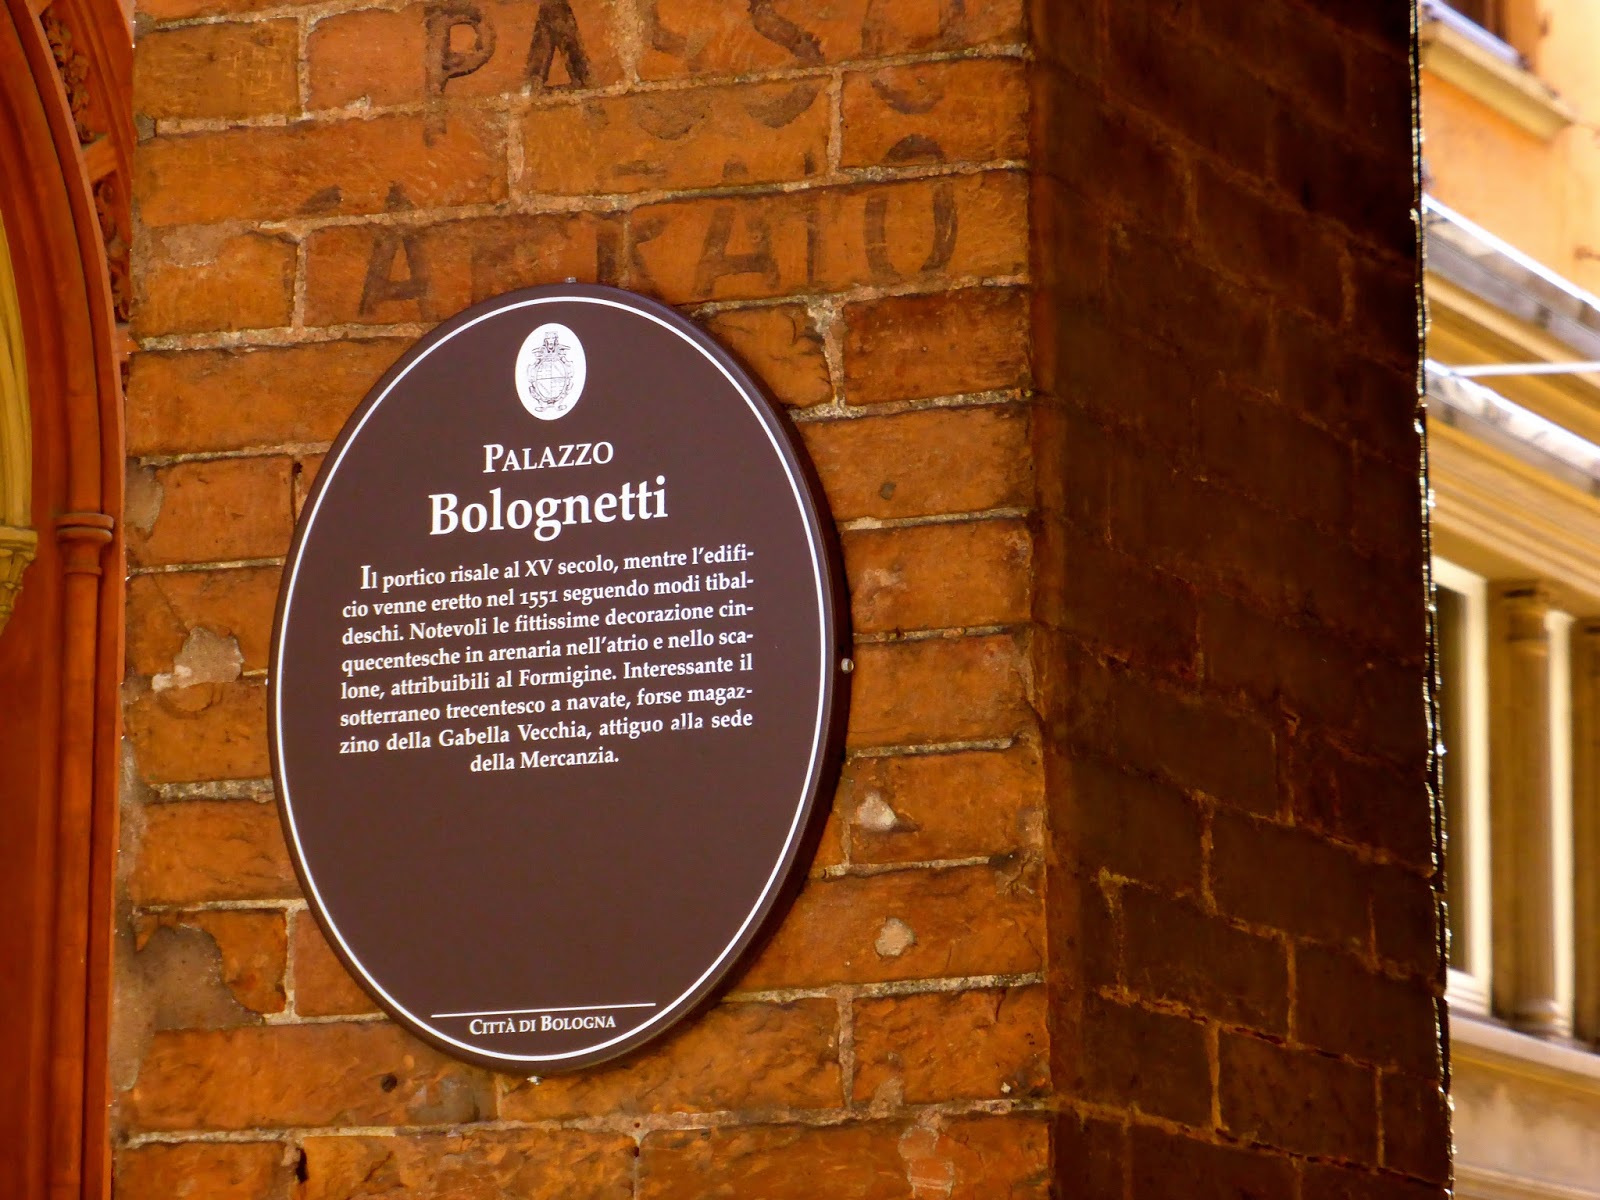 PASSO
CARRAIO
PALAZZO
Bolognetti
Il portico risale al XV secolo, mentre l'edifi-
cio venne eretto nel 1551 seguendo modi tibal-
deschi. Notevoli le fittissime decorazione cin-
quecentesche in arenaria nell'atrio e nello sca-
lone, attribuibili al Formigine. Interessante il
sotterraneo trecentesco a navate, forse magaz-
zino della Gabella Vecchia, attiguo alla sede
della Mercanzia.
CITTÀ DI BOLOGNA